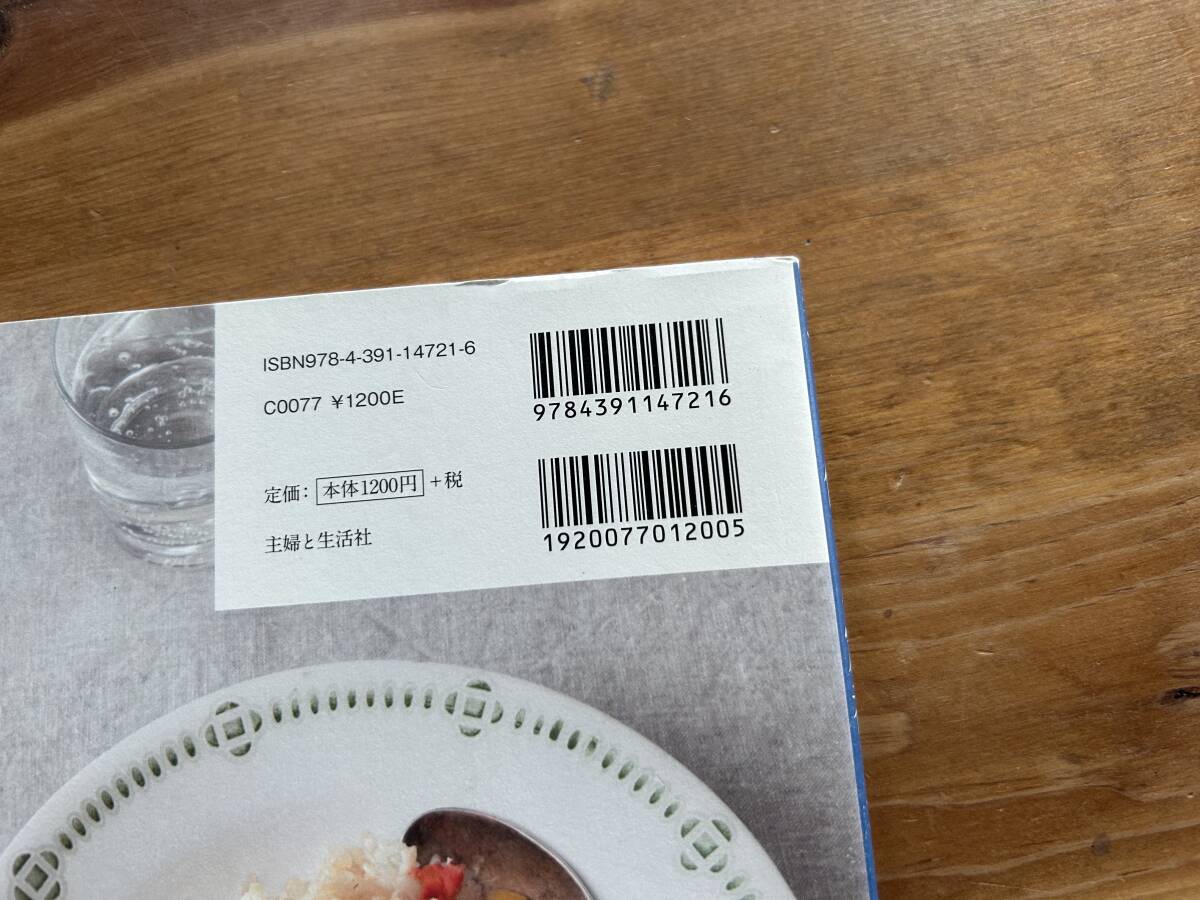 ISBN978-4-391-14721-6
C0077 ¥1200E
定価： 本体1200円 +税
主婦と生活社
9784391147216
1920077012005